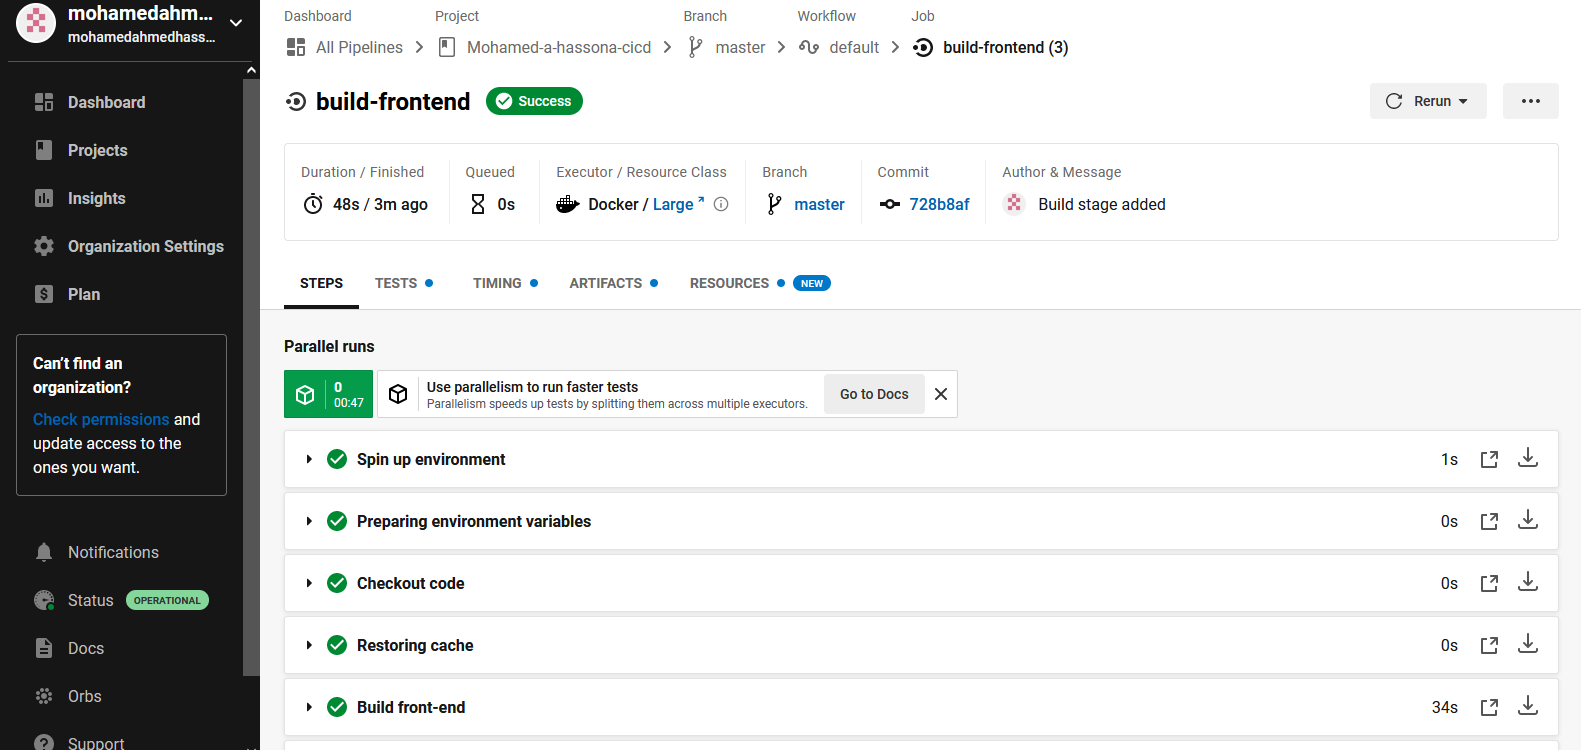 mohamedahm...
mohamedahmedhass...
Dashboard
Projects
Insights
Organization Settings
Plan
Can't find an
organization?
Check permissions and
update access to the
ones you want.
Notifications
Status OPERATIONAL
Docs
Orbs
Support
Dashboard Project Branch Workflow Job
All Pipelines Mohamed-a-hassona-cicd master default build-frontend (3)
build-frontend Success Rerun
Duration / Finished Queued Executor / Resource Class Branch Commit Author & Message
48s / 3m ago 0s Docker / Large master 728b8af Build stage added
STEPS TESTS TIMING ARTIFACTS RESOURCES NEW
Parallel runs
0
00:47
Use parallelism to run faster tests
Parallelism speeds up tests by splitting them across multiple executors.
Go to Docs
Spin up environment 1s
Preparing environment variables 0s
Checkout code 0s
Restoring cache 0s
Build front-end 34s